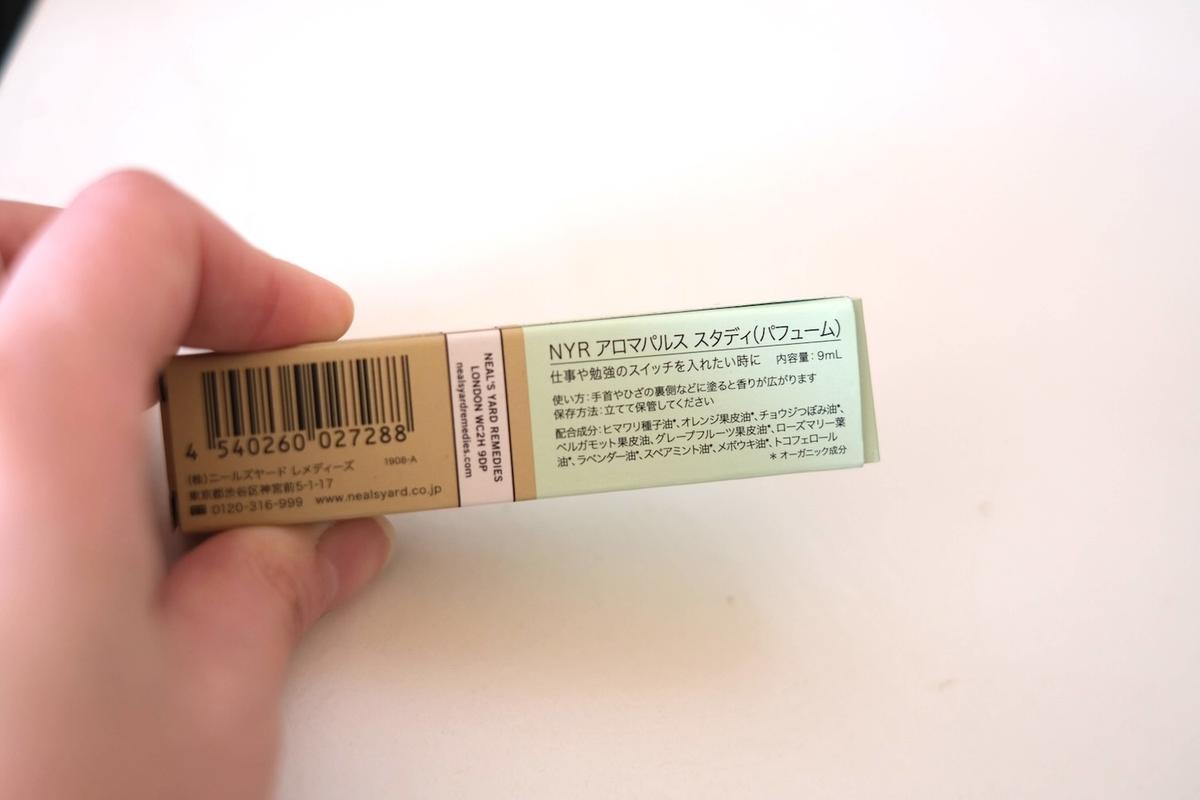 4 540260 027288
1908-A
(株)ニールズヤード レメディーズ
東京都渋谷区神宮前5-1-17
0120-316-999 www.nealsyard.co.jp
NEAL'S YARD REMEDIES
LONDON WC2H 9DP
nealsyardremedies.com
NYR アロマパルス スタディ(パフューム)
仕事や勉強のスイッチを入れたい時に 内容量:9mL
使い方:手首やひざの裏側などに塗ると香りが広がります
保存方法:立てて保管してください
配合成分:ヒマワリ種子油*、オレンジ果皮油*、チョウジつぼみ油*、
ベルガモット果皮油、グレープフルーツ果皮油*、ローズマリー葉
油*、ラベンダー油*、スペアミント油*、メボウキ油*、トコフェロール
*オーガニック成分